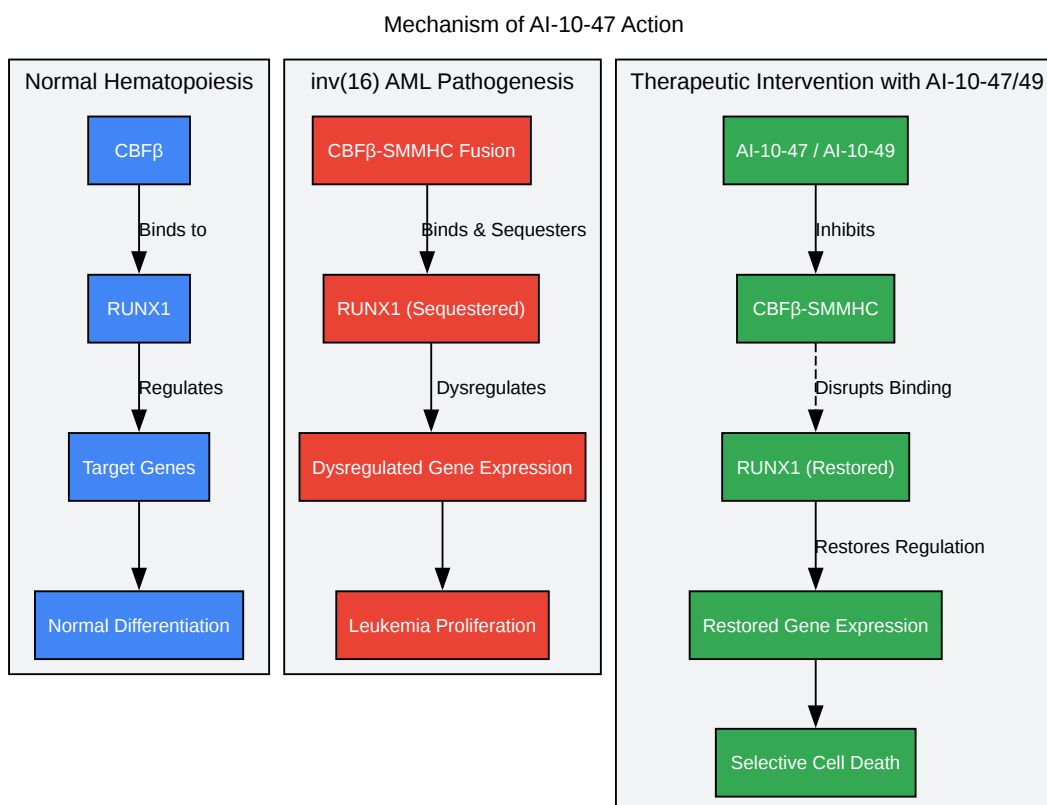 Mechanism of AI-10-47 Action
Normal Hematopoiesis
CBFβ
Binds to
RUNX1
Regulates
Target Genes
Normal Differentiation
inv(16) AML Pathogenesis
CBFβ-SMMHC Fusion
Binds & Sequesters
RUNX1 (Sequestered)
Dysregulates
Dysregulated Gene Expression
Leukemia Proliferation
Therapeutic Intervention with AI-10-47/49
AI-10-47 / AI-10-49
Inhibits
CBFβ-SMMHC
Disrupts Binding
RUNX1 (Restored)
Restores Regulation
Restored Gene Expression
Selective Cell Death